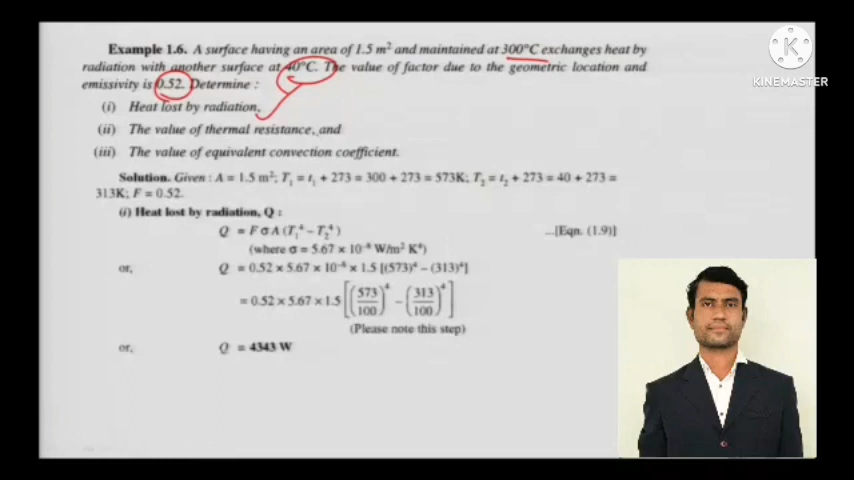 Example 1.6. A surface having an area of 1.5 m² and maintained at 300°C exchanges heat by
radiation with another surface at 40°C. The value of factor due to the geometric location and
emissivity is 0.52. Determine :
(i) Heat lost by radiation,
(ii) The value of thermal resistance, and
(iii) The value of equivalent convection coefficient.
Solution. Given : A = 1.5 m²; T₁ = t₁ + 273 = 300 + 273 = 573K; T₂ = t₂ + 273 = 40 + 273 =
313K; F = 0.52.
(i) Heat lost by radiation, Q :
Q = F σ A (T₁⁴ – T₂⁴) ...[Eqn. (1.9)]
(where σ = 5.67 × 10⁻⁸ W/m² K⁴)
or, Q = 0.52 × 5.67 × 10⁻⁸ × 1.5 [(573)⁴ – (313)⁴]
= 0.52 × 5.67 × 1.5 [(573/100)⁴ – (313/100)⁴]
(Please note this step)
or, Q = 4343 W
K
KINEMASTER